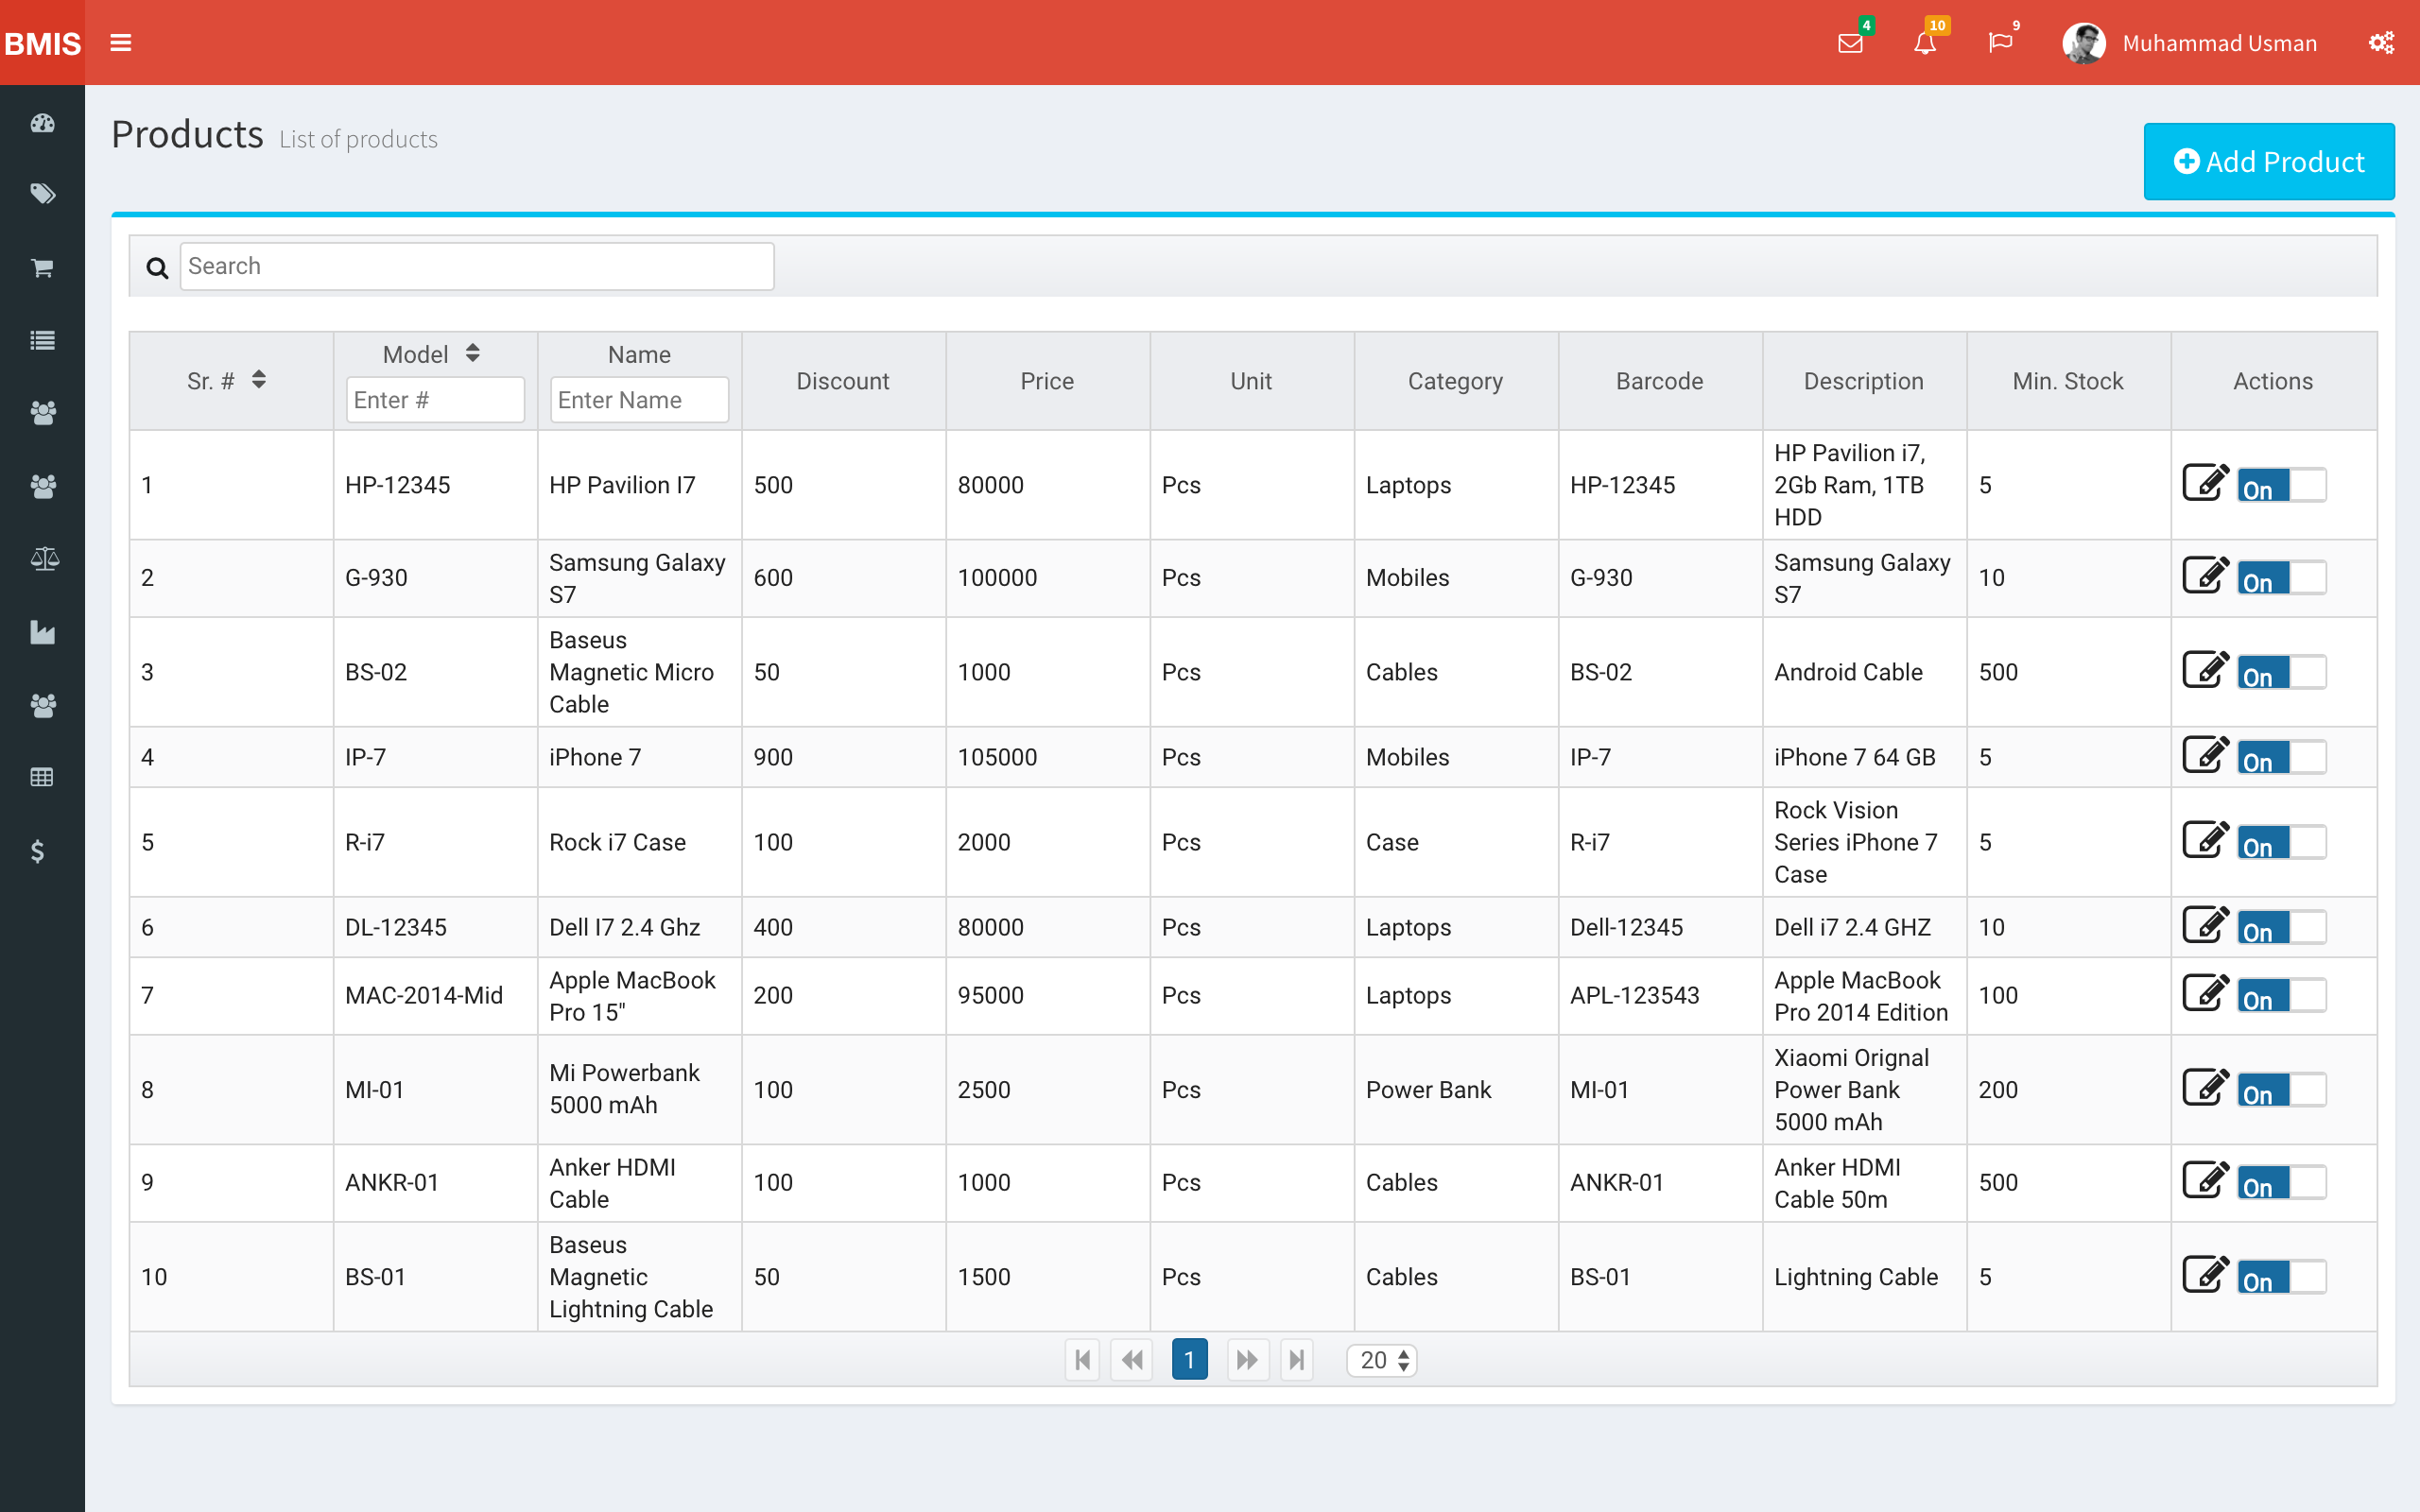 BMIS
4
10
9
Muhammad Usman
Products List of products
Add Product
Search
Sr. #
Model
Enter #
Name
Enter Name
Discount
Price
Unit
Category
Barcode
Description
Min. Stock
Actions
1 HP-12345 HP Pavilion I7 500 80000 Pcs Laptops HP-12345 HP Pavilion i7,
2Gb Ram, 1TB
HDD
5 On
2 G-930 Samsung Galaxy
S7
600 100000 Pcs Mobiles G-930 Samsung Galaxy
S7
10 On
3 BS-02 Baseus
Magnetic Micro
Cable
50 1000 Pcs Cables BS-02 Android Cable 500 On
4 IP-7 iPhone 7 900 105000 Pcs Mobiles IP-7 iPhone 7 64 GB 5 On
5 R-i7 Rock i7 Case 100 2000 Pcs Case R-i7 Rock Vision
Series iPhone 7
Case
5 On
6 DL-12345 Dell I7 2.4 Ghz 400 80000 Pcs Laptops Dell-12345 Dell i7 2.4 GHZ 10 On
7 MAC-2014-Mid Apple MacBook
Pro 15"
200 95000 Pcs Laptops APL-123543 Apple MacBook
Pro 2014 Edition
100 On
8 MI-01 Mi Powerbank
5000 mAh
100 2500 Pcs Power Bank MI-01 Xiaomi Orignal
Power Bank
5000 mAh
200 On
9 ANKR-01 Anker HDMI
Cable
100 1000 Pcs Cables ANKR-01 Anker HDMI
Cable 50m
500 On
10 BS-01 Baseus
Magnetic
Lightning Cable
50 1500 Pcs Cables BS-01 Lightning Cable 5 On
1 20